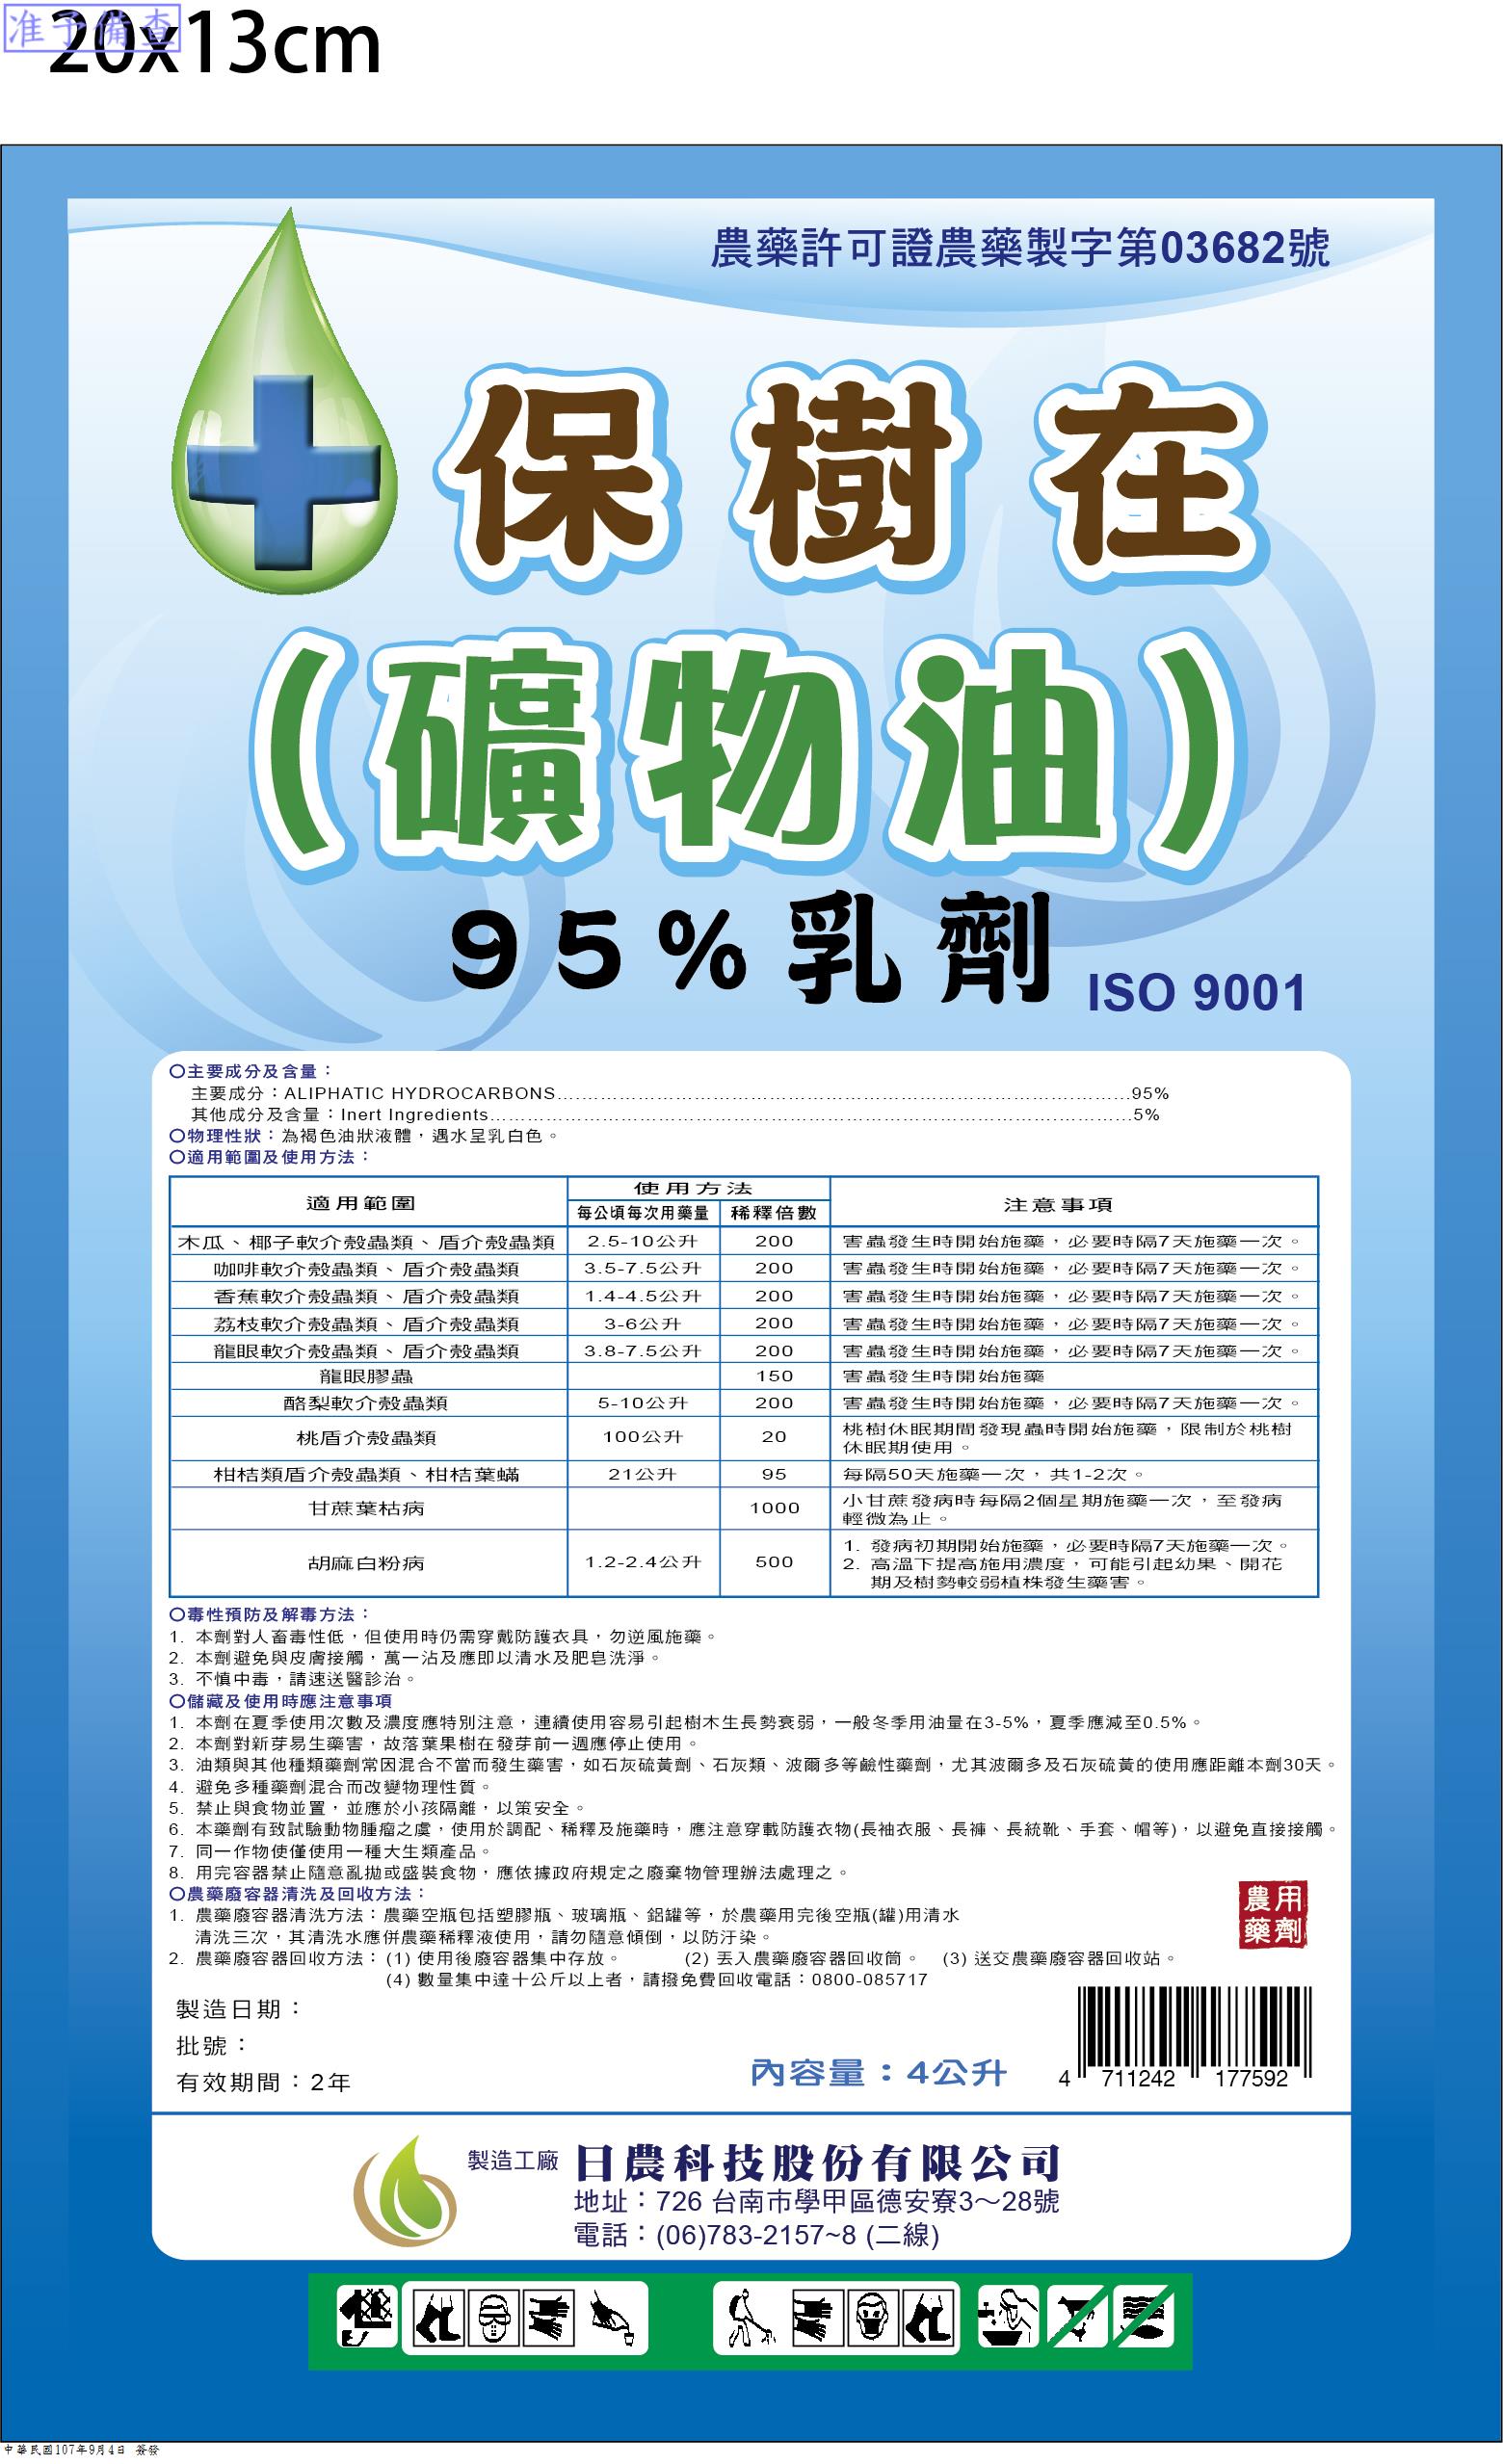 准予備查
20x13cm
農藥許可證農藥製字第03682號
保樹在
(礦物油)
95%乳劑
ISO 9001
○主要成分及含量：
主要成分：ALIPHATIC HYDROCARBONS........................................................................95%
其他成分及含量：Inert Ingredients........................................................................5%
○物理性狀：為褐色油狀液體，遇水呈乳白色。
○適用範圍及使用方法：
適用範圍 使用方法 注意事項
每公頃每次用藥量 稀釋倍數
木瓜、椰子軟介殼蟲類、盾介殼蟲類 2.5-10公升 200 害蟲發生時開始施藥，必要時隔7天施藥一次。
咖啡軟介殼蟲類、盾介殼蟲類 3.5-7.5公升 200 害蟲發生時開始施藥，必要時隔7天施藥一次。
香蕉軟介殼蟲類、盾介殼蟲類 1.4-4.5公升 200 害蟲發生時開始施藥，必要時隔7天施藥一次。
荔枝軟介殼蟲類、盾介殼蟲類 3-6公升 200 害蟲發生時開始施藥，必要時隔7天施藥一次。
龍眼軟介殼蟲類、盾介殼蟲類 3.8-7.5公升 200 害蟲發生時開始施藥，必要時隔7天施藥一次。
龍眼膠蟲 150 害蟲發生時開始施藥
酪梨軟介殼蟲類 5-10公升 200 害蟲發生時開始施藥，必要時隔7天施藥一次。
桃盾介殼蟲類 100公升 20 桃樹休眠期間發現蟲時開始施藥，限制於桃樹
休眠期使用。
柑桔類盾介殼蟲類、柑桔葉蟎 21公升 95 每隔50天施藥一次，共1-2次。
甘蔗葉枯病 1000 小甘蔗發病時每隔2個星期施藥一次，至發病
輕微為止。
胡麻白粉病 1.2-2.4公升 500 1. 發病初期開始施藥，必要時隔7天施藥一次。
2. 高溫下提高施用濃度，可能引起幼果、開花
期及樹勢較弱植株發生藥害。
○毒性預防及解毒方法：
1. 本劑對人畜毒性低，但使用時仍需穿戴防護衣具，勿逆風施藥。
2. 本劑避免與皮膚接觸，萬一沾及應即以清水及肥皂洗淨。
3. 不慎中毒，請速送醫診治。
○儲藏及使用時應注意事項
1. 本劑在夏季使用次數及濃度應特別注意，連續使用容易引起樹木生長勢衰弱，一般冬季用油量在3-5%，夏季應減至0.5%。
2. 本劑對新芽易生藥害，故落葉果樹在發芽前一週應停止使用。
3. 油類與其他種類藥劑常因混合不當而發生藥害，如石灰硫黃劑、石灰類、波爾多等鹼性藥劑，尤其波爾多及石灰硫黃的使用應距離本劑30天。
4. 避免多種藥劑混合而改變物理性質。
5. 禁止與食物並置，並應於小孩隔離，以策安全。
6. 本藥劑有致試驗動物腫瘤之虞，使用於調配、稀釋及施藥時，應注意穿載防護衣物(長袖衣服、長褲、長統靴、手套、帽等)，以避免直接接觸。
7. 同一作物使僅使用一種大生類產品。
8. 用完容器禁止隨意亂拋或盛裝食物，應依據政府規定之廢棄物管理辦法處理之。
○農藥廢容器清洗及回收方法：
1. 農藥廢容器清洗方法：農藥空瓶包括塑膠瓶、玻璃瓶、鋁罐等，於農藥用完後空瓶(罐)用清水
清洗三次，其清洗水應併農藥稀釋液使用，請勿隨意傾倒，以防汙染。
2. 農藥廢容器回收方法：(1) 使用後廢容器集中存放。 (2) 丟入農藥廢容器回收筒。 (3) 送交農藥廢容器回收站。
(4) 數量集中達十公斤以上者，請撥免費回收電話：0800-085717
農用
藥劑
製造日期：
批號：
有效期間：2年
內容量：4公升
4 711242 177592
製造工廠 日農科技股份有限公司
地址：726 台南市學甲區德安寮3～28號
電話：(06)783-2157~8 (二線)
中華民國107年9月4日 簽發